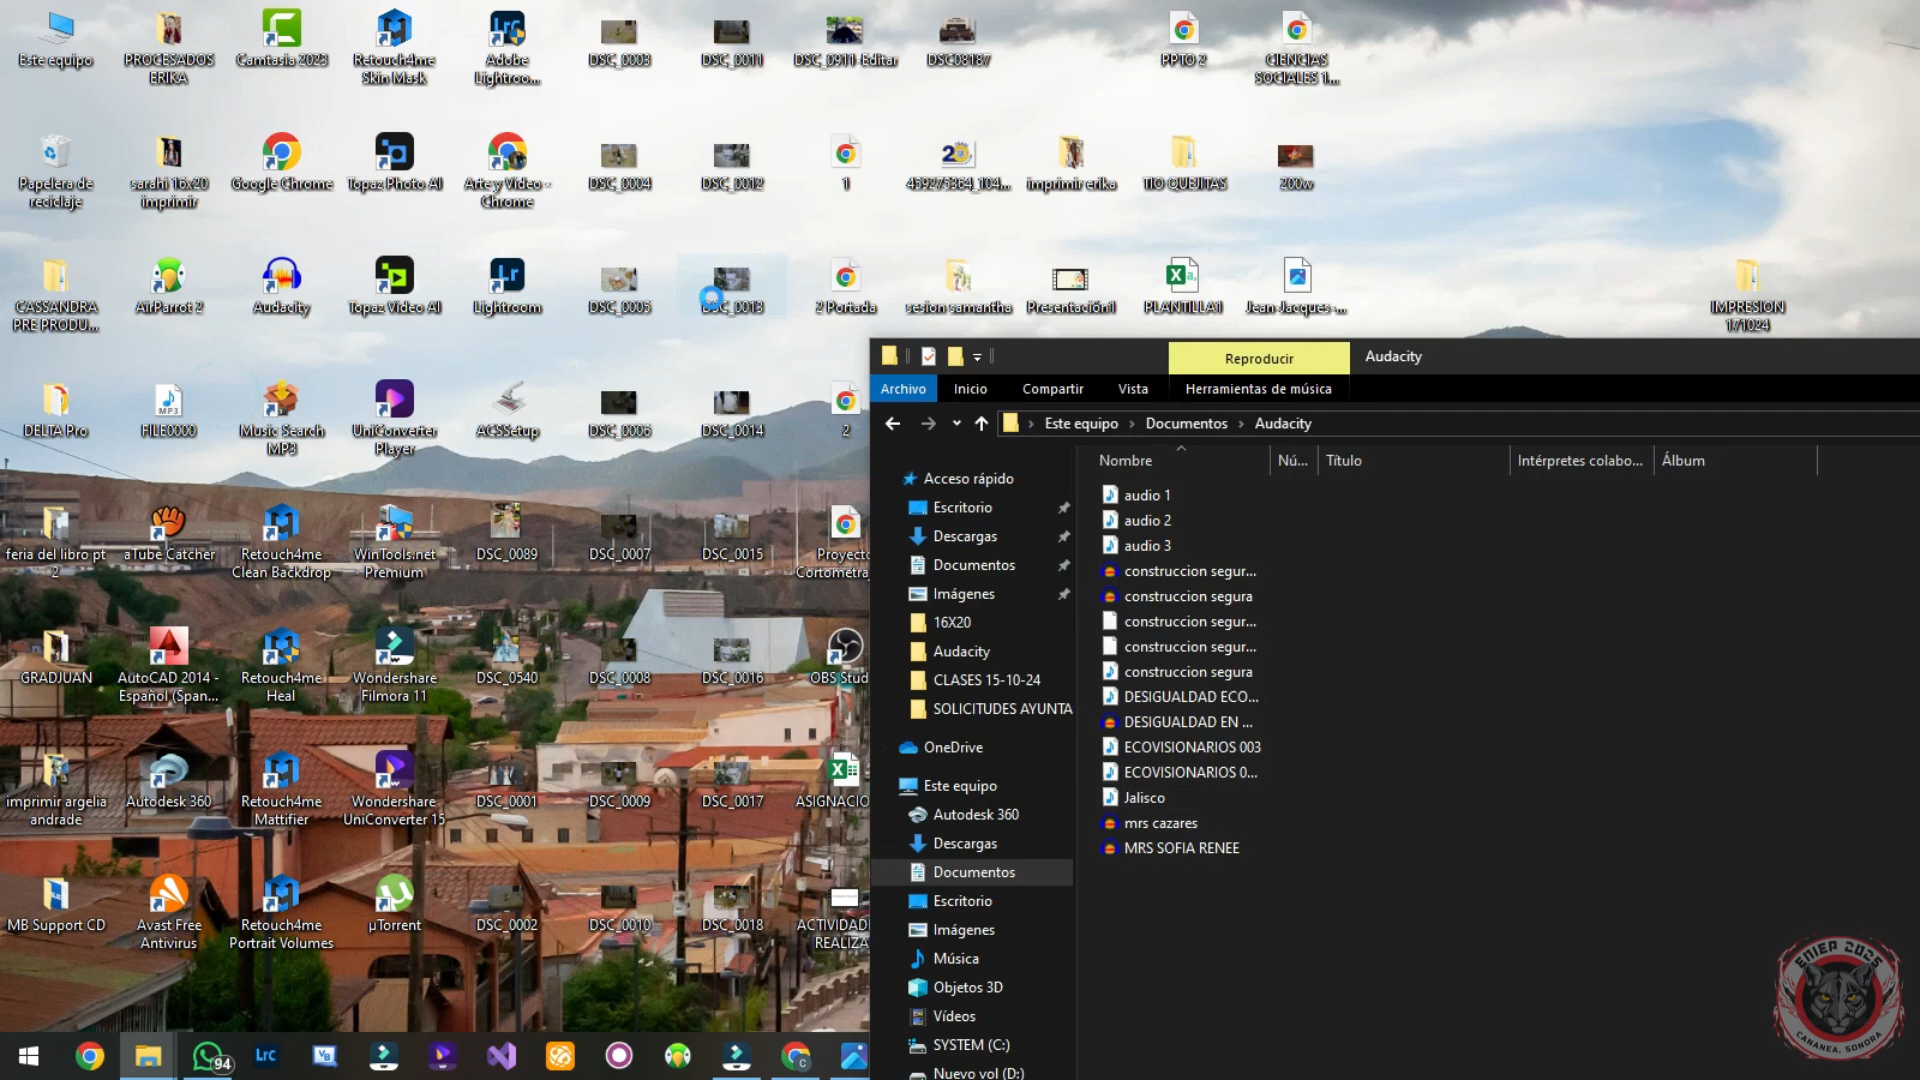 Este equipo
PROCESADOS
ERIKA
Camtasia 2023
Retouch4me
Skin Mask
Adobe
Lightroo...
DSC_0003
DSC_0011
DSC_0911-Editar
DSC08187
PPTO 2
CIENCIAS
SOCIALES 1...
Papelera de
reciclaje
sarahi 16x20
imprimir
Google Chrome
Topaz Photo AI
Arte y Video -
Chrome
DSC_0004
DSC_0012
1
459275364_104...
imprimir erika
TIO QUEJITAS
200w
CASSANDRA
PRE PRODU...
AirParrot 2
Audacity
Topaz Video AI
Lightroom
DSC_0005
DSC_0013
2 Portada
sesion samantha
Presentación1
PLANTILLA1
Jean-Jacques-...
IMPRESION
171024
DELTA Pro
MP3
FILE0000
Music Search
MP3
UniConverter
Player
ACSSetup
DSC_0006
DSC_0014
2
feria del libro pt
2
aTube Catcher
Retouch4me
Clean Backdrop
WinTools.net
Premium
DSC_0089
DSC_0007
DSC_0015
Proyecto
Cortometraj
GRADJUAN
AutoCAD 2014 -
Español (Span...
Retouch4me
Heal
Wondershare
Filmora 11
DSC_0540
DSC_0008
DSC_0016
OBS Stud
imprimir argelia
andrade
Autodesk 360
Retouch4me
Mattifier
Wondershare
UniConverter 15
DSC_0001
DSC_0009
DSC_0017
ASIGNACIO
MB Support CD
Avast Free
Antivirus
Retouch4me
Portrait Volumes
µTorrent
DSC_0002
DSC_0010
DSC_0018
ACTIVIDADE
REALIZA
Reproducir
Audacity
Archivo
Inicio
Compartir
Vista
Herramientas de música
Este equipo
Documentos
Audacity
Nombre
Nú...
Título
Intérpretes colabo...
Álbum
Acceso rápido
Escritorio
Descargas
Documentos
Imágenes
16X20
Audacity
CLASES 15-10-24
SOLICITUDES AYUNTA
OneDrive
Este equipo
Autodesk 360
Descargas
Documentos
Escritorio
Imágenes
Música
Objetos 3D
Vídeos
SYSTEM (C:)
Nuevo vol (D:)
audio 1
audio 2
audio 3
construccion segur...
construccion segura
construccion segur...
construccion segur...
construccion segura
DESIGUALDAD ECO...
DESIGUALDAD EN ...
ECOVISIONARIOS 003
ECOVISIONARIOS 0...
Jalisco
mrs cazares
MRS SOFIA RENEE
94
LrC
ENIEP 2025
CANANEA, SONORA